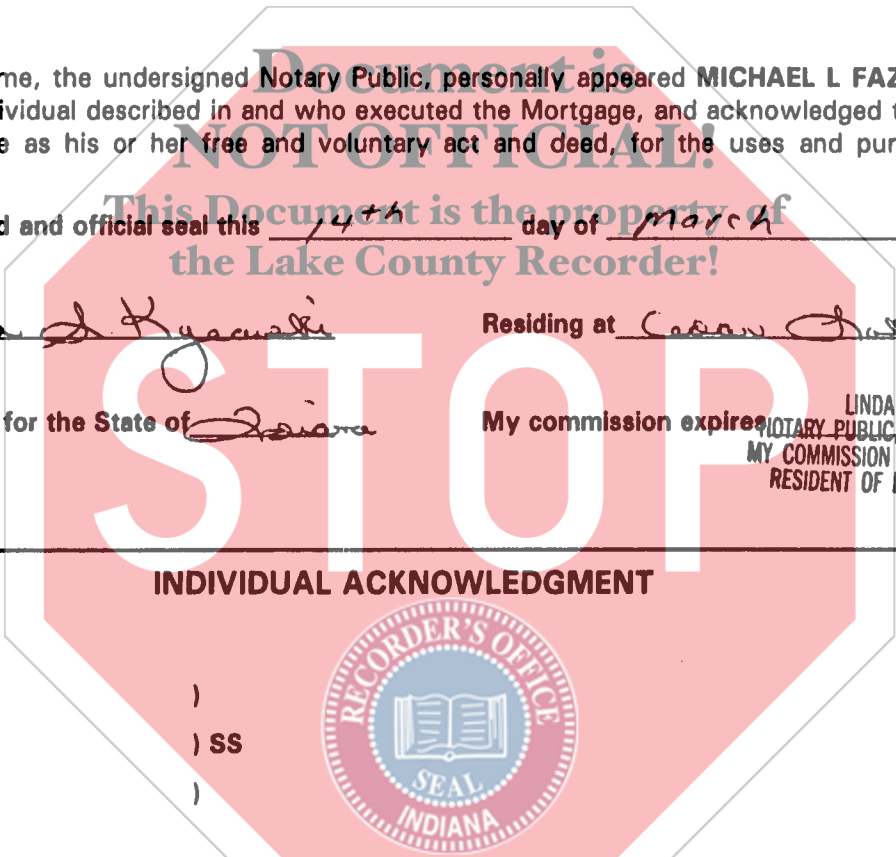 Document is
me, the undersigned Notary Public, personally appeared MICHAEL L FAZ
ividual described in and who executed the Mortgage, and acknowledged t
NOT OFFICIAL!
e as his or her free and voluntary act and deed, for the uses and pur
This Document is the property of
d and official seal this 14th day of March
the Lake County Recorder!
Residing at Crown
for the State of Indiana My commission expires
LINDA
NOTARY PUBLIC
MY COMMISSION
RESIDENT OF
STOP
INDIVIDUAL ACKNOWLEDGMENT
RECORDER'S OFFICE
)
) SS
SEAL
)
INDIANA